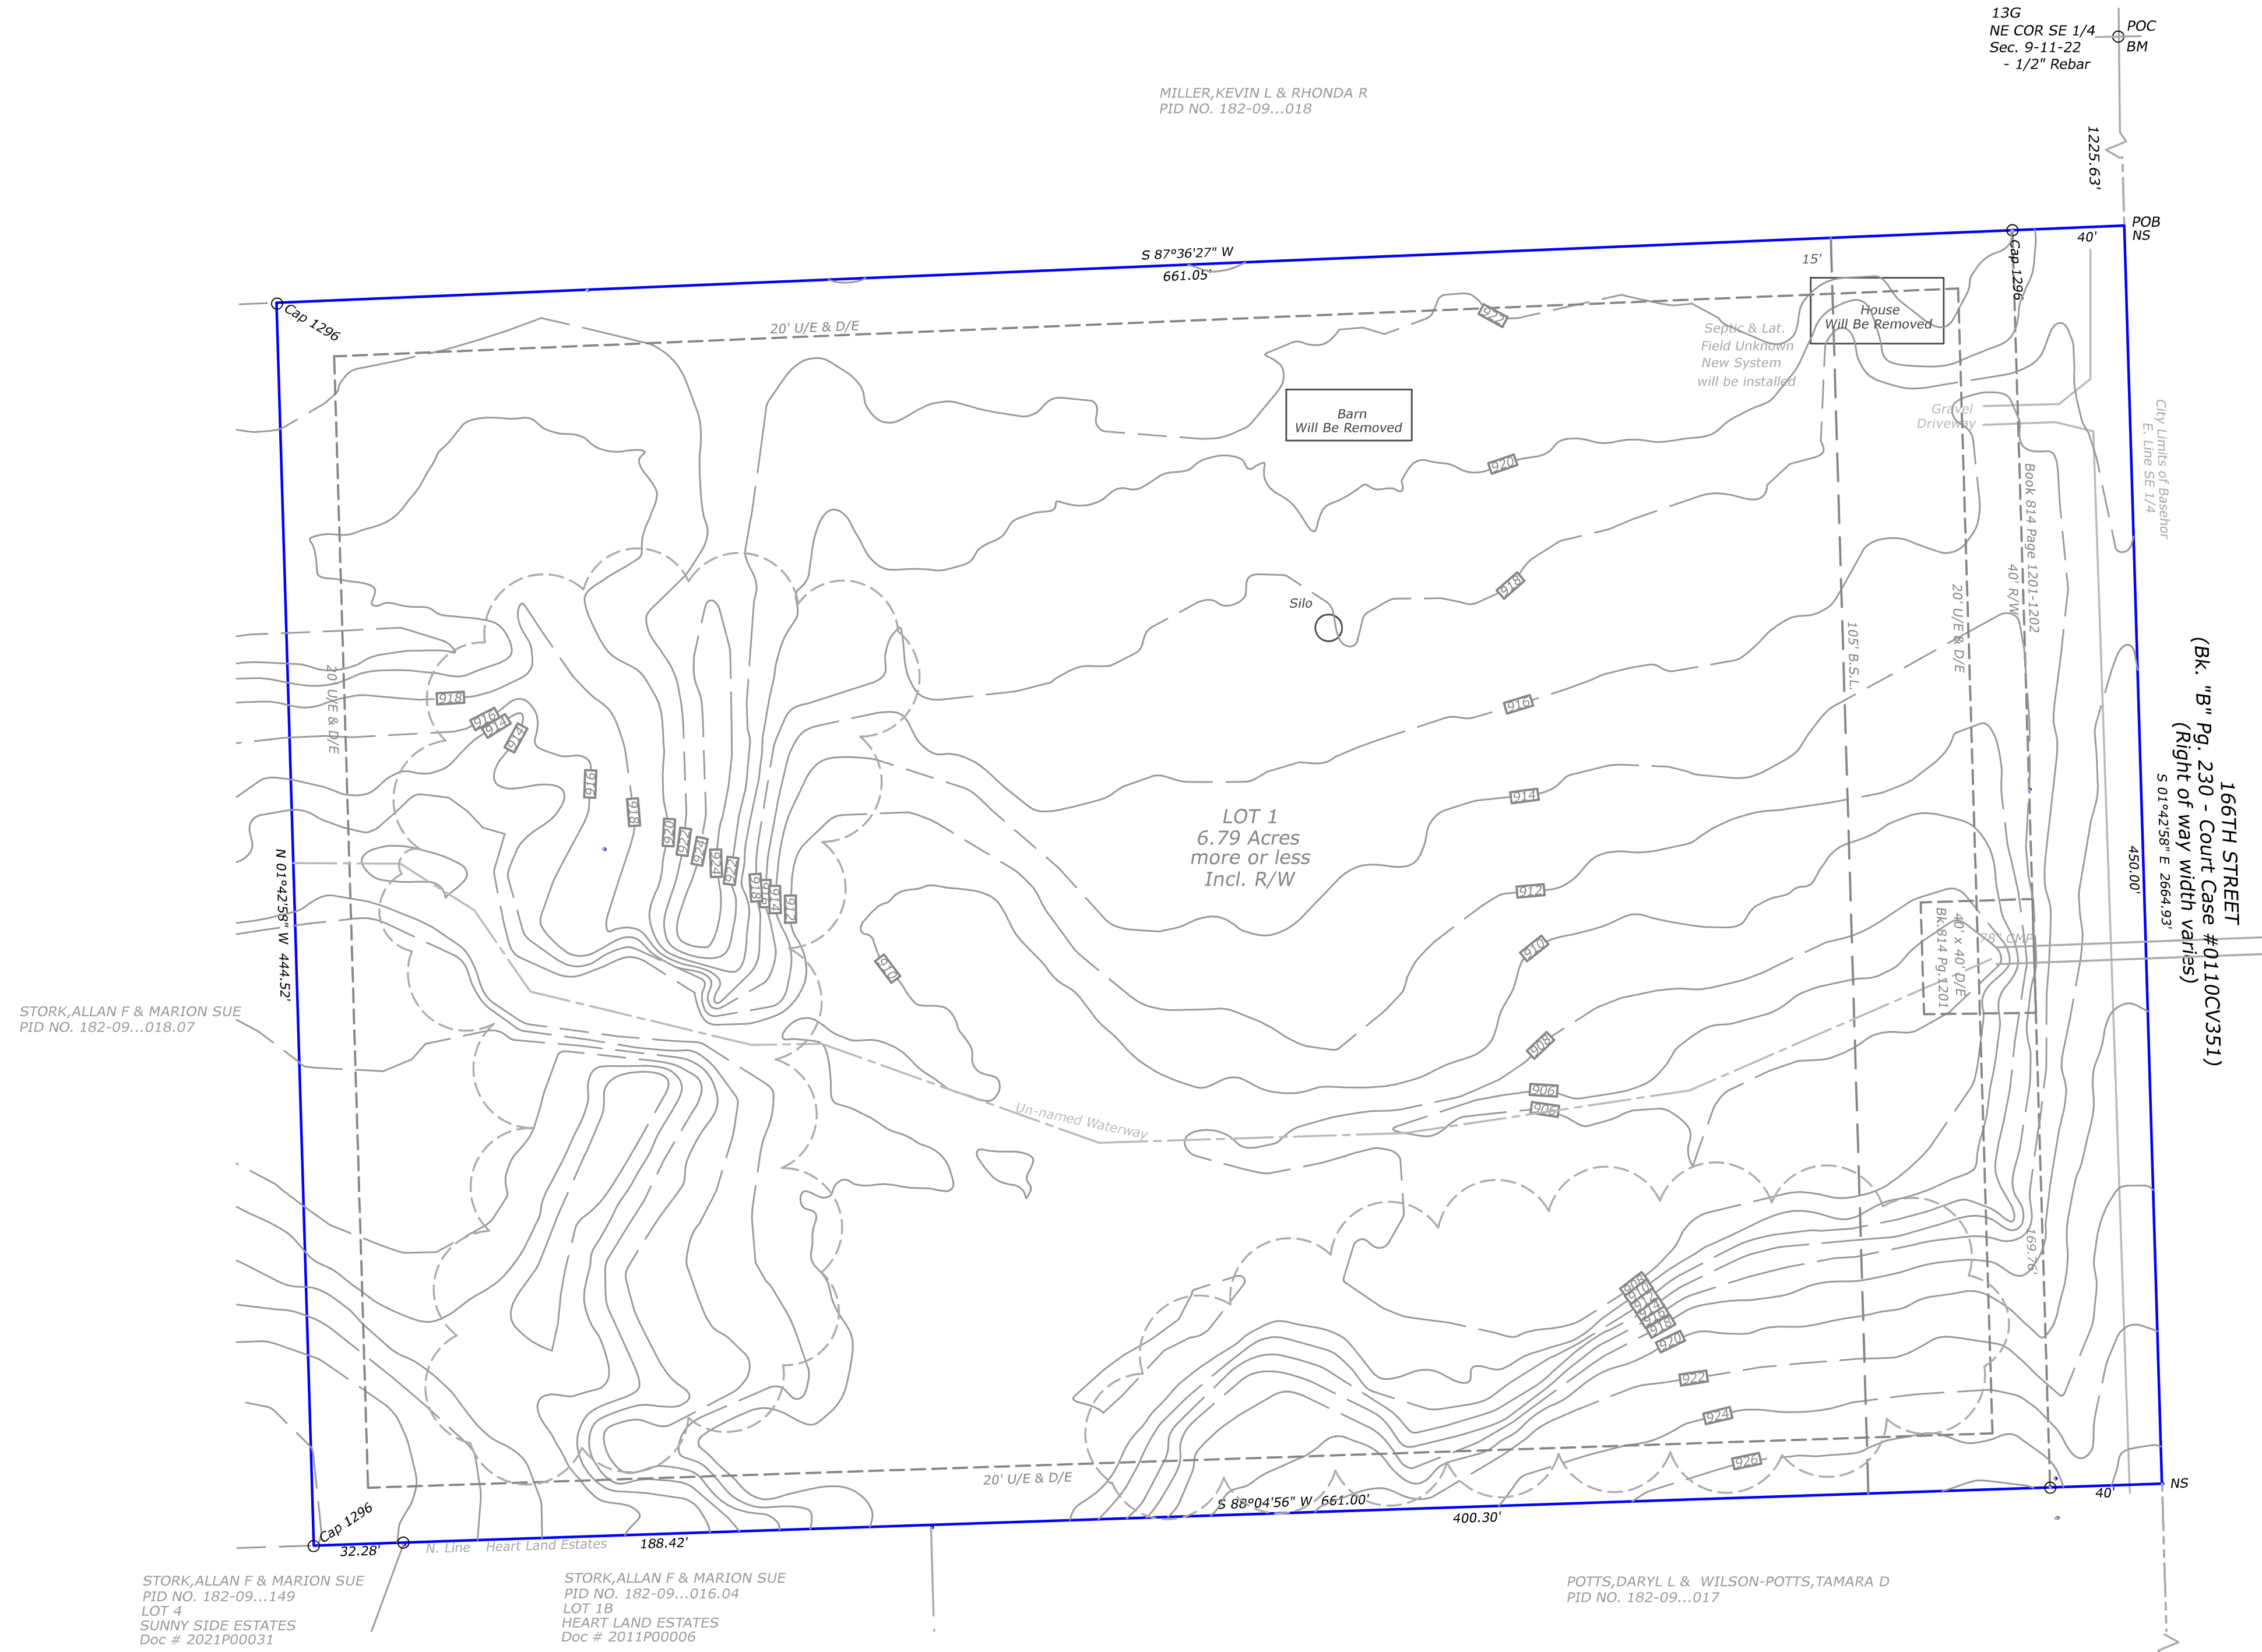 13G
NE COR SE 1/4
Sec. 9-11-22
- 1/2" Rebar
POC
BM
MILLER,KEVIN L & RHONDA R
PID NO. 182-09...018
1225.63'
POB
NS
40'
S 87°36'27" W
661.05'
15'
Cap 1296
Cap 1296
20' U/E & D/E
922
House
Will Be Removed
Septic & Lat.
Field Unknown
New System
will be installed
Barn
Will Be Removed
Gravel
Driveway
City Limits of Basehor
E. Line SE 1/4
920
Book 814 Page 1201-1202
40' R/W
20' U/E & D/E
105' B.S.L.
918
Silo
20' U/E & D/E
918
916
914
914
916
916
918
920
922
924
924
922
918
916
914
912
914
LOT 1
6.79 Acres
more or less
Incl. R/W
912
910
910
908
906
906
166TH STREET
(Bk. "B" Pg. 230 - Court Case #0110CV351)
(Right of way width varies)
S 01°42'58" E 2664.93'
450.00'
N 01°42'58" W 444.52'
78" CMP
40' x 40' D/E
Bk.814 Pg.1201
STORK,ALLAN F & MARION SUE
PID NO. 182-09...018.07
Un-named Waterway
169.76'
908
910
914
916
918
920
922
924
926
20' U/E & D/E
S 88°04'56" W 661.00'
400.30'
40'
NS
Cap 1296
32.28'
N. Line Heart Land Estates
188.42'
STORK,ALLAN F & MARION SUE
PID NO. 182-09...149
LOT 4
SUNNY SIDE ESTATES
Doc # 2021P00031
STORK,ALLAN F & MARION SUE
PID NO. 182-09...016.04
LOT 1B
HEART LAND ESTATES
Doc # 2011P00006
POTTS,DARYL L & WILSON-POTTS,TAMARA D
PID NO. 182-09...017